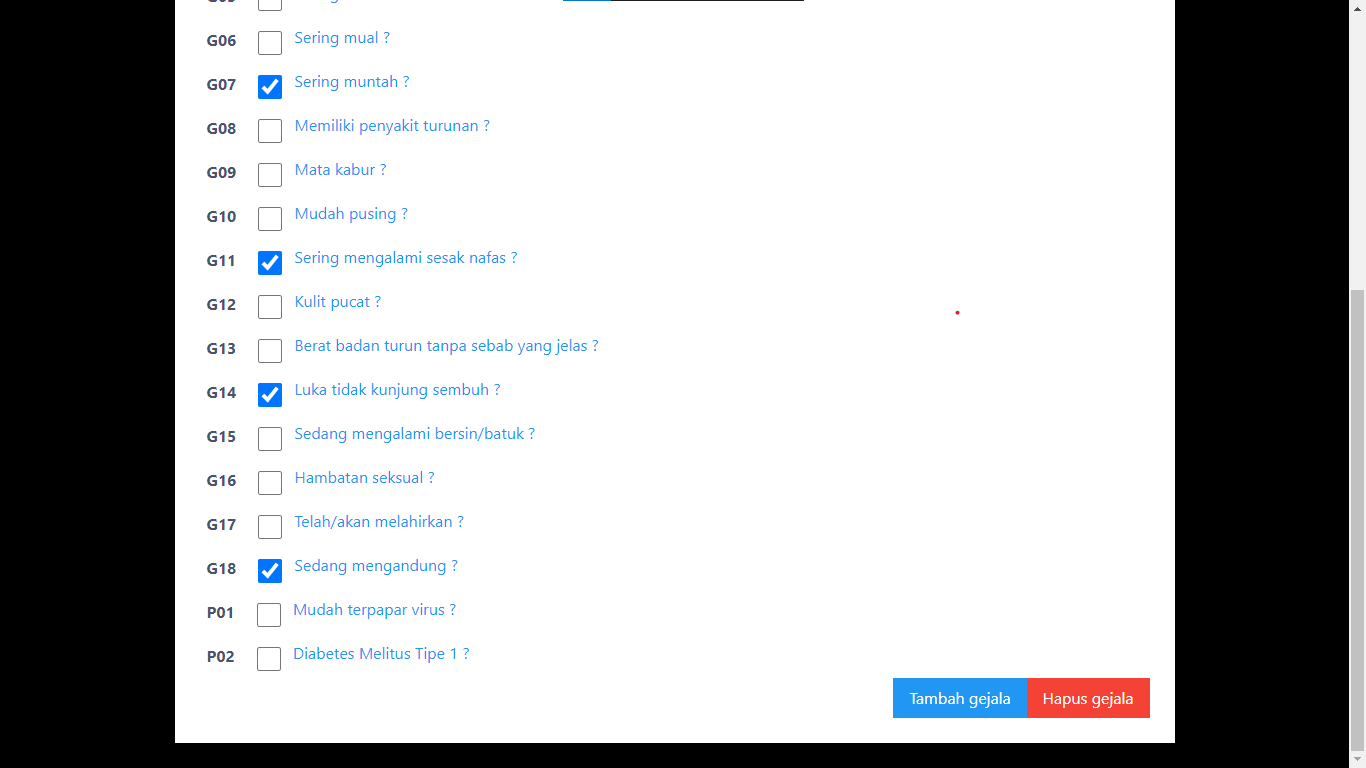 G06 Sering mual ?
G07 Sering muntah ?
G08 Memiliki penyakit turunan ?
G09 Mata kabur ?
G10 Mudah pusing ?
G11 Sering mengalami sesak nafas ?
G12 Kulit pucat ?
G13 Berat badan turun tanpa sebab yang jelas ?
G14 Luka tidak kunjung sembuh ?
G15 Sedang mengalami bersin/batuk ?
G16 Hambatan seksual ?
G17 Telah/akan melahirkan ?
G18 Sedang mengandung ?
P01 Mudah terpapar virus ?
P02 Diabetes Melitus Tipe 1 ?
Tambah gejala Hapus gejala